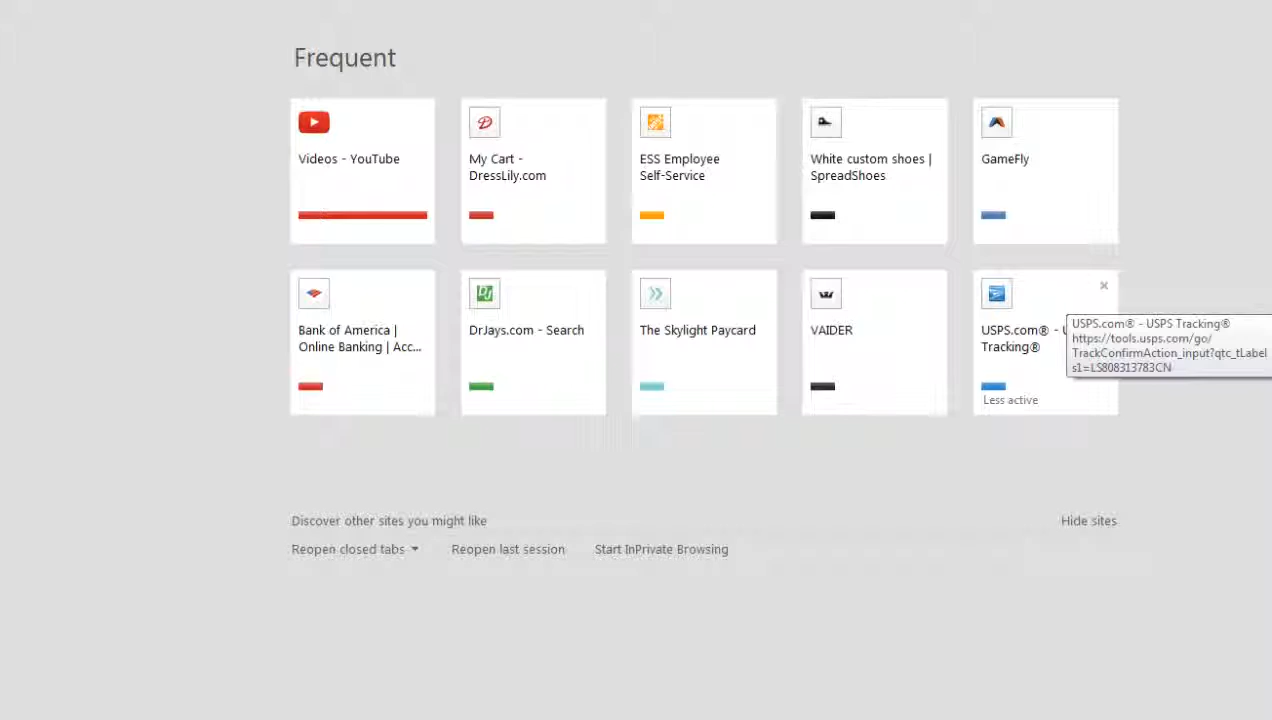 Frequent
Videos - YouTube
My Cart -
DressLily.com
ESS Employee
Self-Service
White custom shoes |
SpreadShoes
GameFly
Bank of America |
Online Banking | Acc...
DrJays.com - Search
The Skylight Paycard
VAIDER
USPS.com® -
Tracking®
Less active
USPS.com® - USPS Tracking®
https://tools.usps.com/go/
TrackConfirmAction_input?qtc_tLabel
s1=LS808313783CN
Discover other sites you might like
Hide sites
Reopen closed tabs
Reopen last session
Start InPrivate Browsing